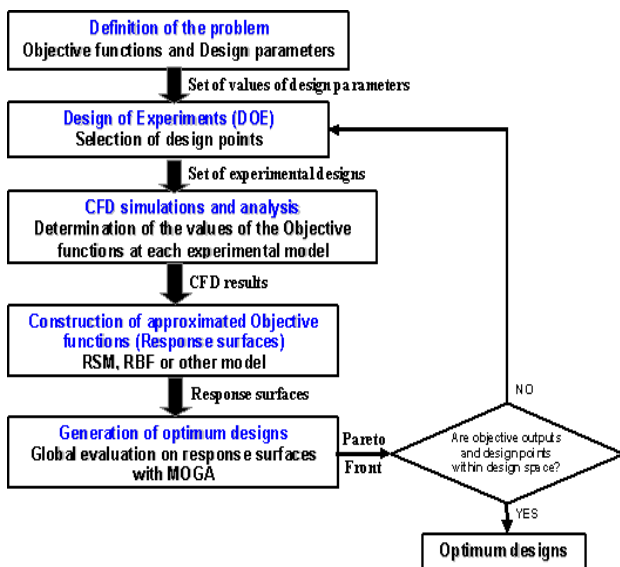 Definition of the problem
Objective functions and Design parameters
Set of values of design parameters
Design of Experiments (DOE)
Selection of design points
Set of experimental designs
CFD simulations and analysis
Determination of the values of the Objective
functions at each experimental model
CFD results
Construction of approximated Objective
functions (Response surfaces)
RSM, RBF or other model
Response surfaces
Generation of optimum designs
Global evaluation on response surfaces
with MOGA
Pareto
Front
Are objective outputs
and design points
within design space?
NO
YES
Optimum designs